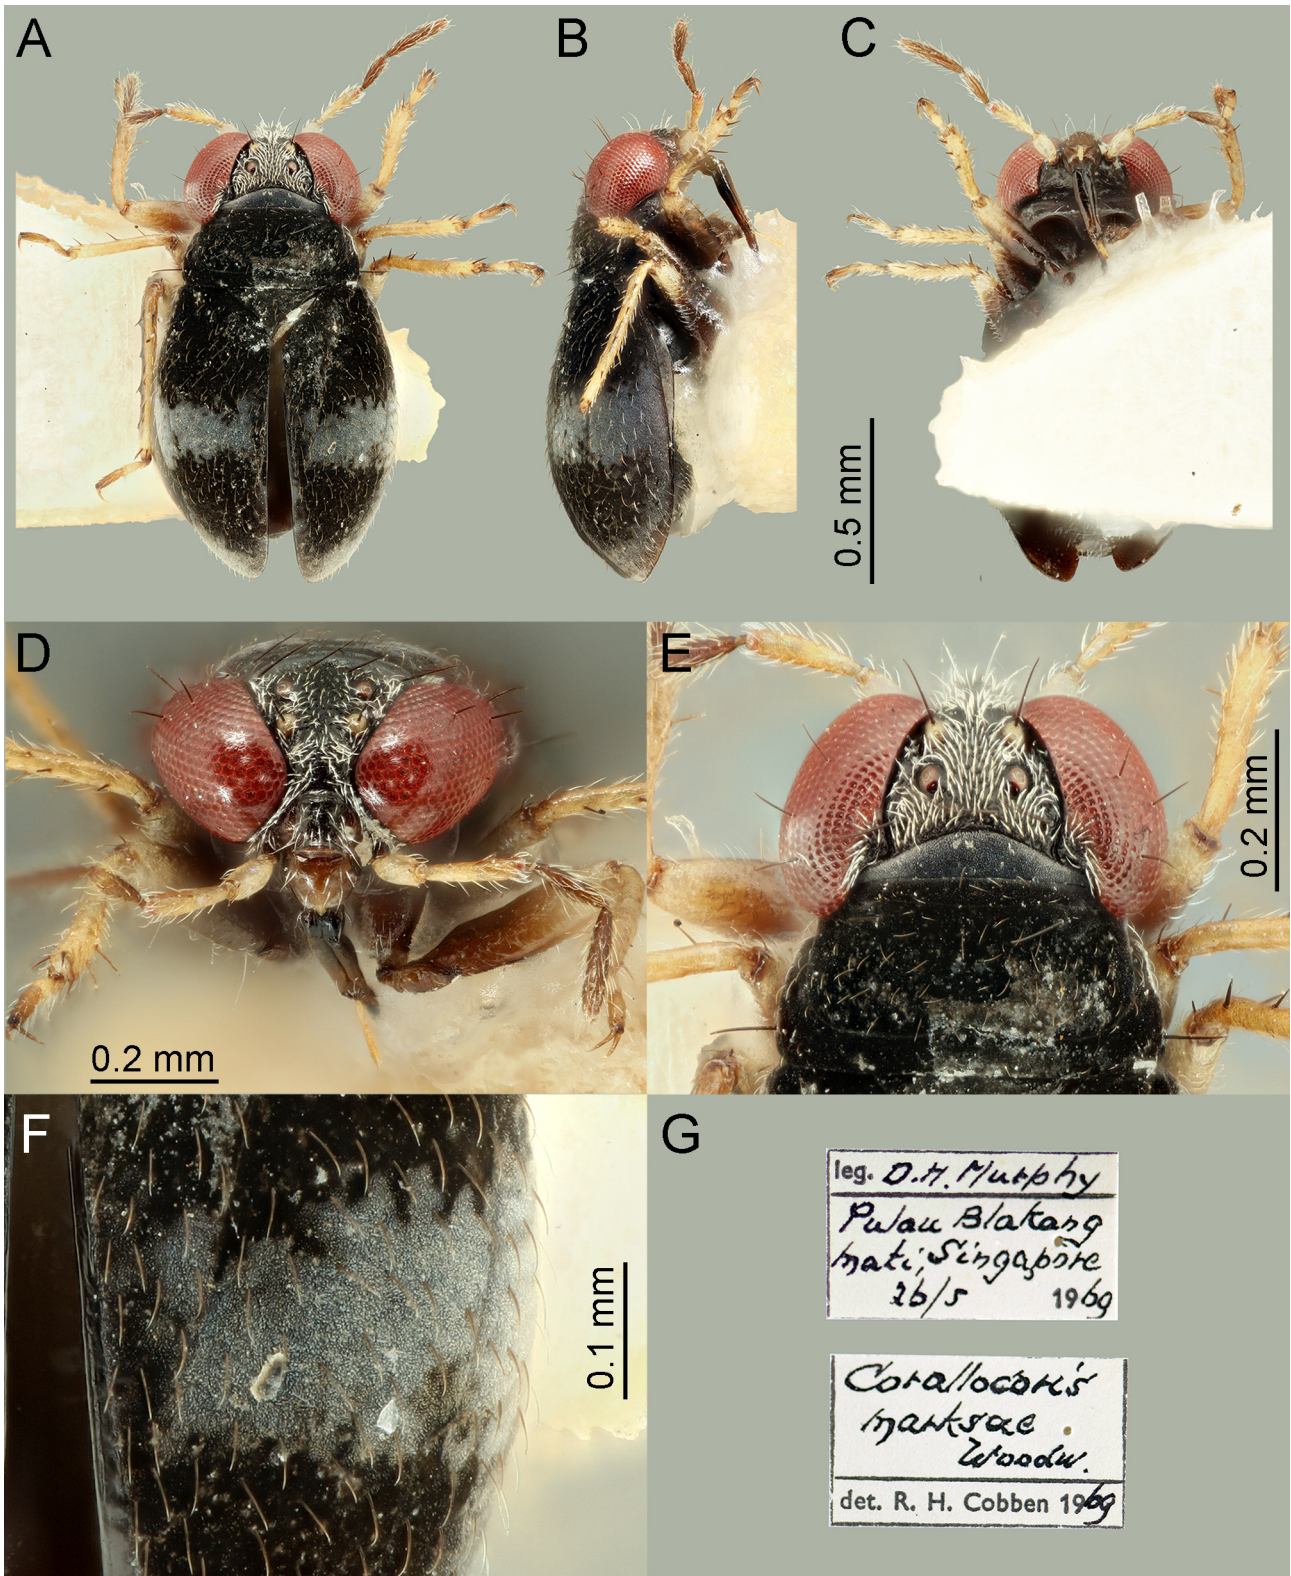 A
B
C
0.5 mm
D
E
0.2 mm
0.2 mm
F
0.1 mm
G
leg. D.H. Murphy
Pulau Blakang
Mati, Singapore
26/5 1969
Corallocoris
marksae
Woodw.
det. R. H. Cobben 1969